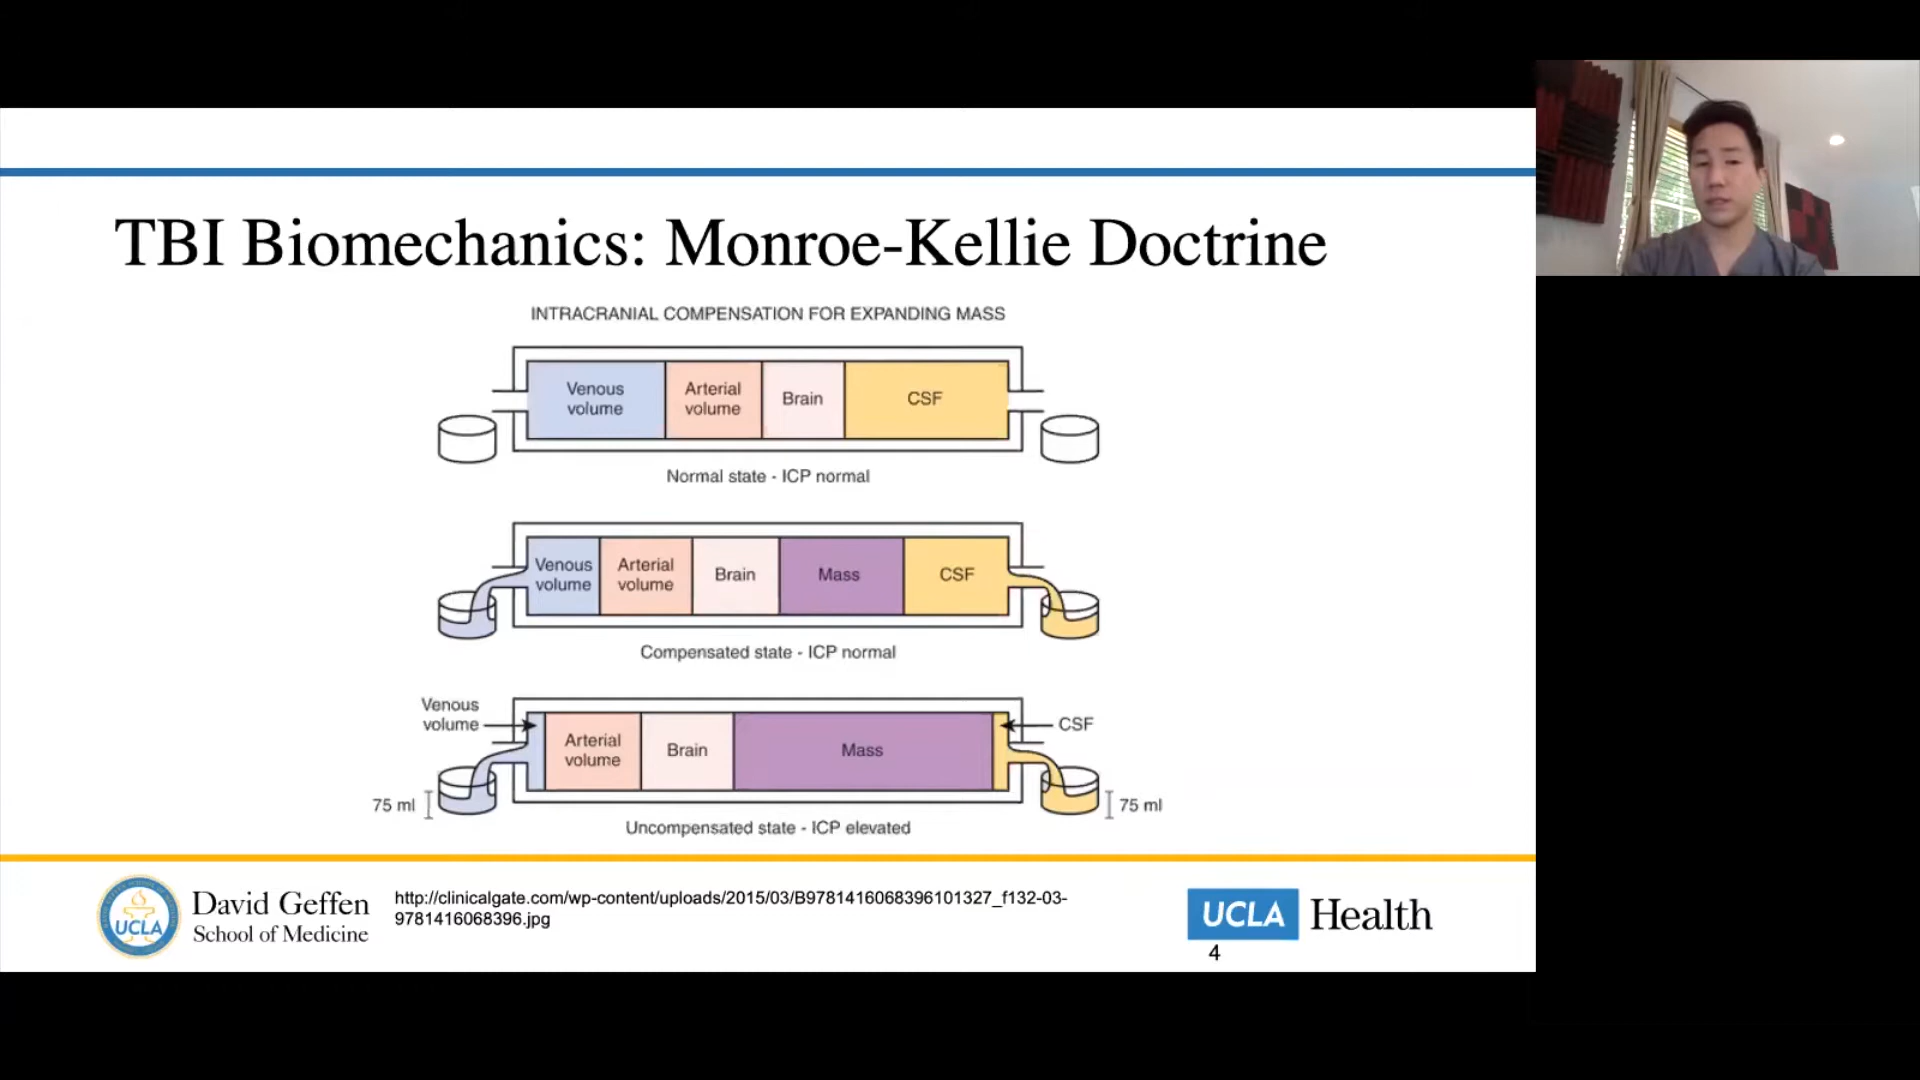 TBI Biomechanics: Monroe-Kellie Doctrine
INTRACRANIAL COMPENSATION FOR EXPANDING MASS
Venous
volume
Arterial
volume
Brain
CSF
Normal state - ICP normal
Venous
volume
Arterial
volume
Brain
Mass
CSF
Compensated state - ICP normal
Venous
volume
Arterial
volume
Brain
Mass
CSF
75 ml
75 ml
Uncompensated state - ICP elevated
UCLA
David Geffen
School of Medicine
http://clinicalgate.com/wp-content/uploads/2015/03/B9781416068396101327_f132-03-
9781416068396.jpg
UCLA Health
4